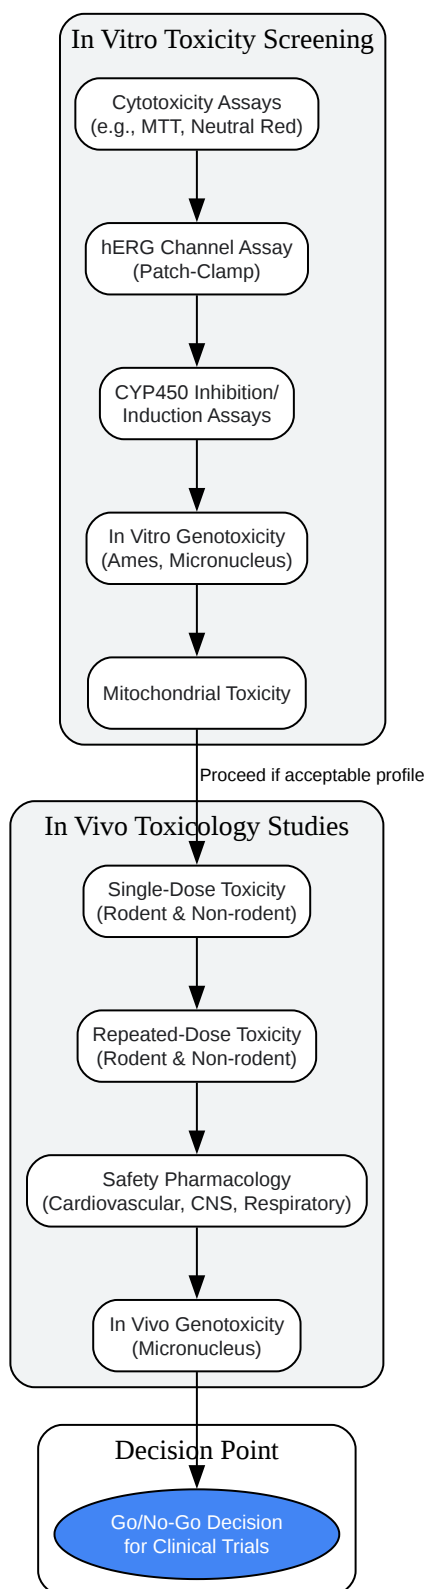 In Vitro Toxicity Screening
Cytotoxicity Assays
(e.g., MTT, Neutral Red)
hERG Channel Assay
(Patch-Clamp)
CYP450 Inhibition/
Induction Assays
In Vitro Genotoxicity
(Ames, Micronucleus)
Mitochondrial Toxicity
Proceed if acceptable profile
In Vivo Toxicology Studies
Single-Dose Toxicity
(Rodent & Non-rodent)
Repeated-Dose Toxicity
(Rodent & Non-rodent)
Safety Pharmacology
(Cardiovascular, CNS, Respiratory)
In Vivo Genotoxicity
(Micronucleus)
Decision Point
Go/No-Go Decision
for Clinical Trials